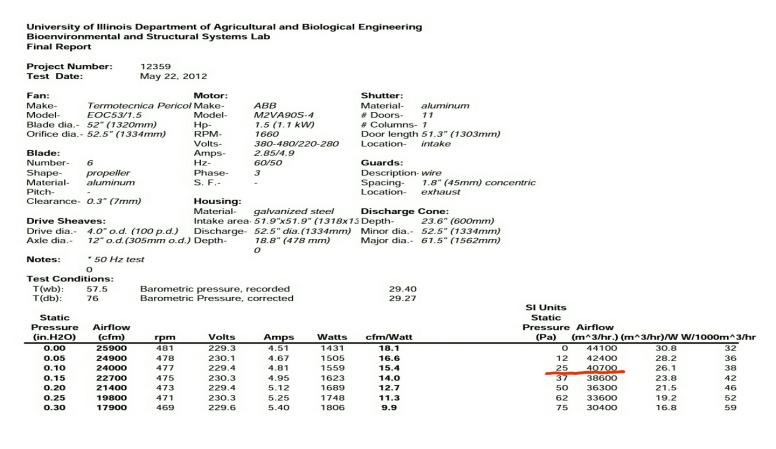 University of Illinois Department of Agricultural and Biological Engineering
Bioenvironmental and Structural Systems Lab
Final Report
Project Number: 12359
Test Date: May 22, 2012
Fan: Motor: Shutter:
Make- Termotecnica Pericol Make- ABB Material- aluminum
Model- EOC53/1.5 Model- M2VA90S-4 # Doors- 11
Blade dia.- 52" (1320mm) Hp- 1.5 (1.1 kW) # Columns- 1
Orifice dia.- 52.5" (1334mm) RPM- 1660 Door length 51.3" (1303mm)
Volts- 380-480/220-280 Location- intake
Blade: Amps- 2.85/4.9
Number- 6 Hz- 60/50 Guards:
Shape- propeller Phase- 3 Description- wire
Material- aluminum S. F.- - Spacing- 1.8" (45mm) concentric
Pitch- - Location- exhaust
Clearance- 0.3" (7mm) Housing:
Material- galvanized steel Discharge Cone:
Drive Sheaves: Intake area- 51.9"x51.9" (1318x13 Depth- 23.6" (600mm)
Drive dia.- 4.0" o.d. (100 p.d.) Discharge- 52.5" dia.(1334mm) Minor dia.- 52.5" (1334mm)
Axle dia.- 12" o.d.(305mm o.d.) Depth- 18.8" (478 mm) Major dia.- 61.5" (1562mm)
0
Notes: * 50 Hz test
0
Test Conditions:
T(wb): 57.5 Barometric pressure, recorded 29.40
T(db): 76 Barometric Pressure, corrected 29.27
SI Units
Static Static
Pressure Airflow Pressure Airflow
(in.H2O) (cfm) rpm Volts Amps Watts cfm/Watt (Pa) (m^3/hr.) (m^3/hr)/W W/1000m^3/hr
0.00 25900 481 229.3 4.51 1431 18.1 0 44100 30.8 32
0.05 24900 478 230.1 4.67 1505 16.6 12 42400 28.2 36
0.10 24000 477 229.4 4.81 1559 15.4 25 40700 26.1 38
0.15 22700 475 230.3 4.95 1623 14.0 37 38600 23.8 42
0.20 21400 473 229.4 5.12 1689 12.7 50 36300 21.5 46
0.25 19800 471 230.3 5.25 1748 11.3 62 33600 19.2 52
0.30 17900 469 229.6 5.40 1806 9.9 75 30400 16.8 59